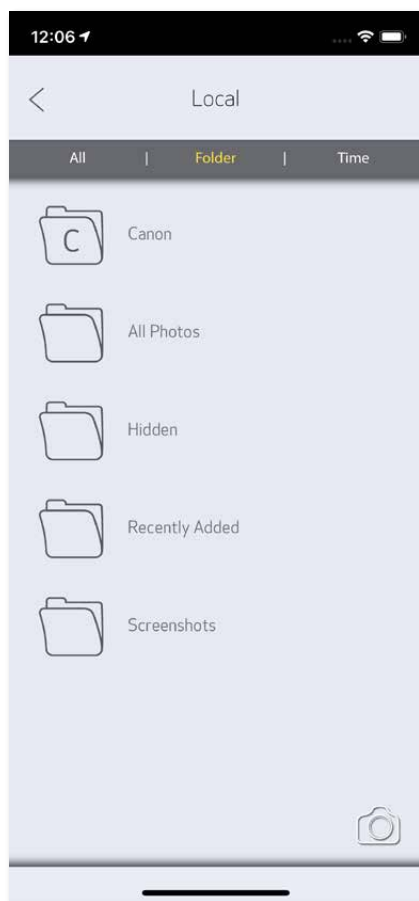 12:06
Local
All | Folder | Time
C Canon
All Photos
Hidden
Recently Added
Screenshots